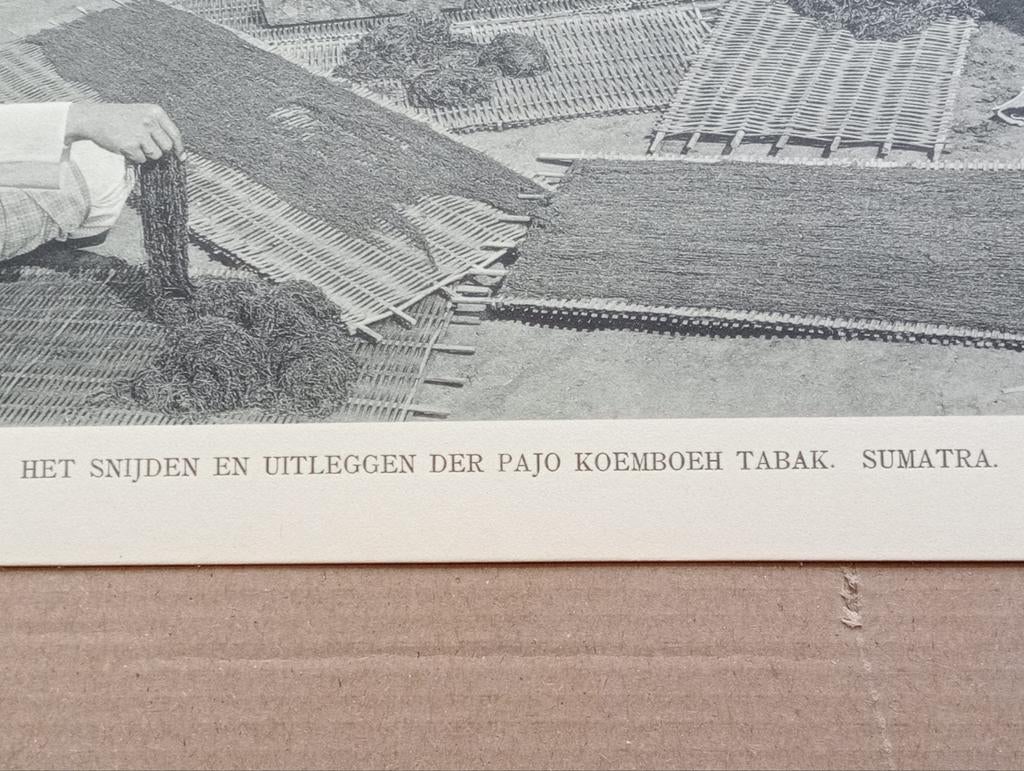 HET SNIJDEN EN UITLEGGEN DER PAJO KOEMBOEH TABAK. SUMATRA.